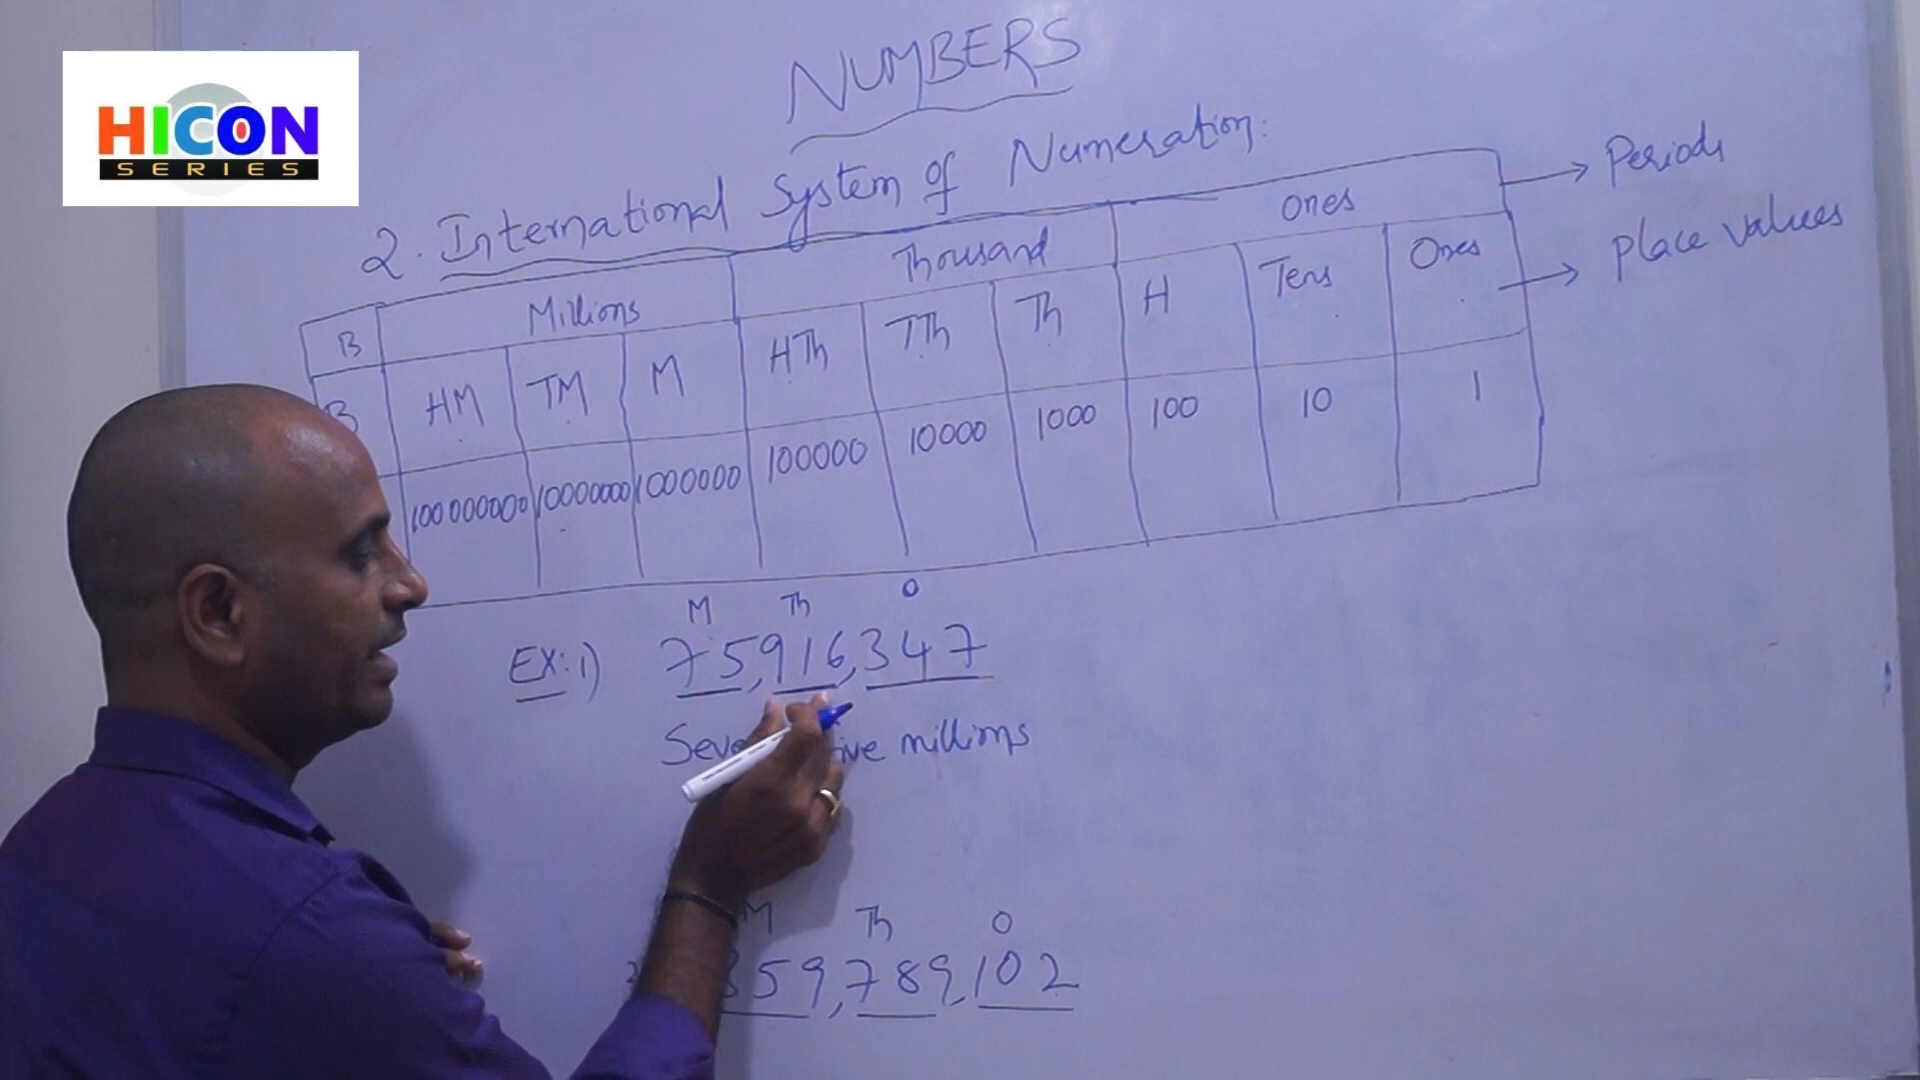 HICON
SERIES
NUMBERS
2. International System of Numeration:
B Millions Thousand Ones → Periods
B HM TM M HTh TTh Th H Tens Ones → Place values
100000000 10000000 1000000 100000 10000 1000 100 10 1
M Th O
EX: 1) 75,916,347
millions
M Th O
359,789,102